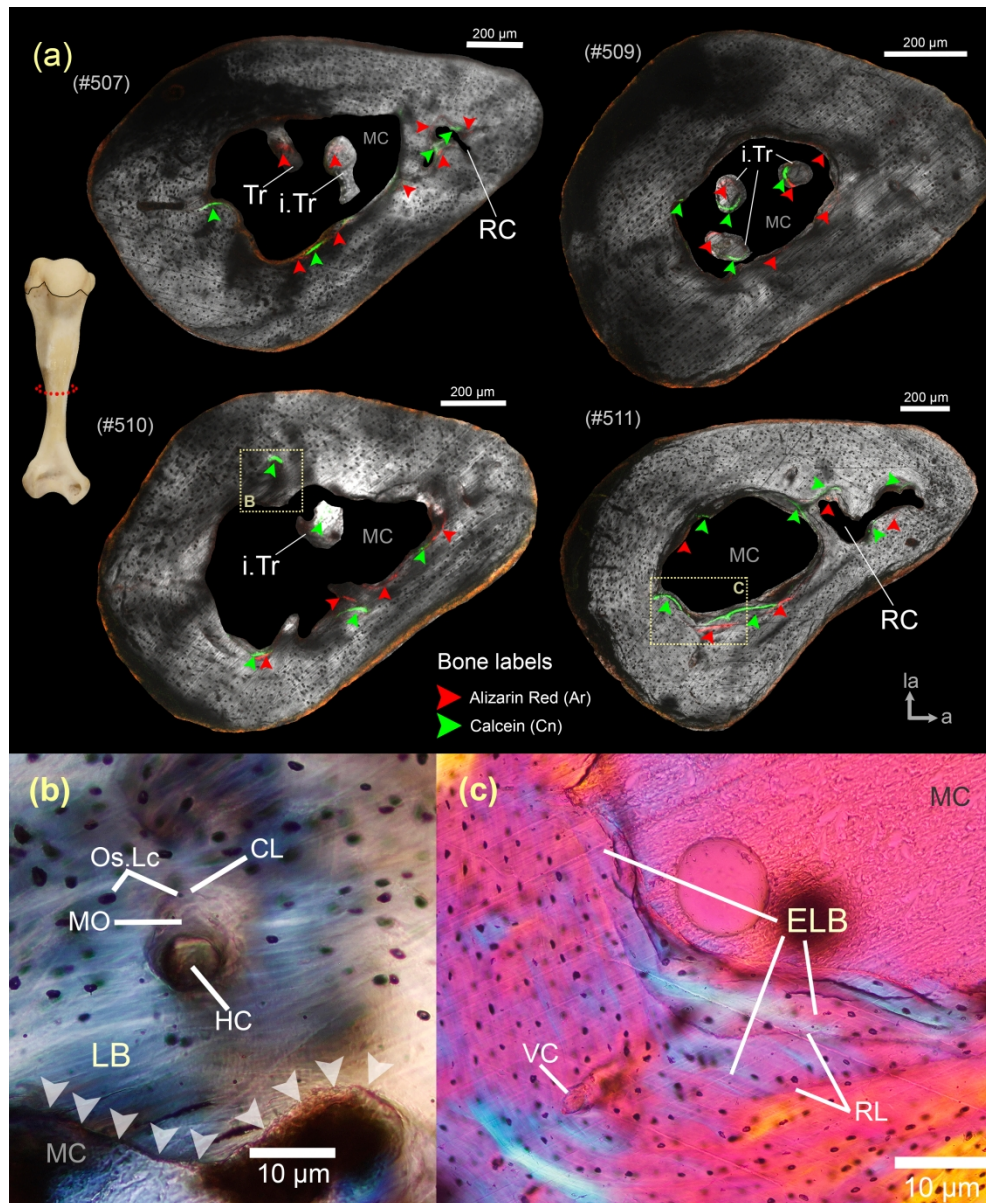 (a)
(#507)
200 µm
MC
Tr
i.Tr
RC
(#509)
200 µm
i.Tr
MC
(#510)
200 µm
B
i.Tr
MC
(#511)
200 µm
MC
C
RC
Bone labels
Alizarin Red (Ar)
Calcein (Cn)
la
a
(b)
Os.Lc
CL
MO
HC
LB
MC
10 µm
(c)
MC
ELB
VC
RL
10 µm